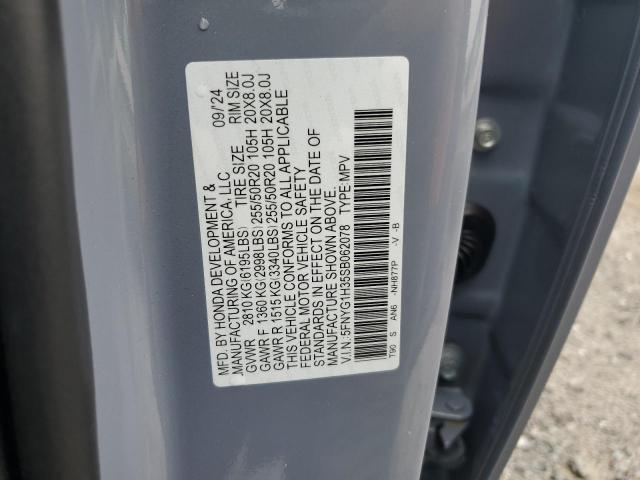 MFD. BY HONDA DEVELOPMENT & 09/'24
MANUFACTURING OF AMERICA, LLC. TIRE SIZE RIM SIZE
GVWR 2810 KG(6195LBS)
GAWR F 1360 KG(2998LBS) 255/50R20 105H 20X8.0J
GAWR R 1515 KG(3340LBS) 255/50R20 105H 20X8.0J
THIS VEHICLE CONFORMS TO ALL APPLICABLE
FEDERAL MOTOR VEHICLE SAFETY
STANDARDS IN EFFECT ON THE DATE OF
MANUFACTURE SHOWN ABOVE.
V.I.N.: 5FNYG1H35SB062078 TYPE:MPV
T90 S AN6 -NH877P -V -B